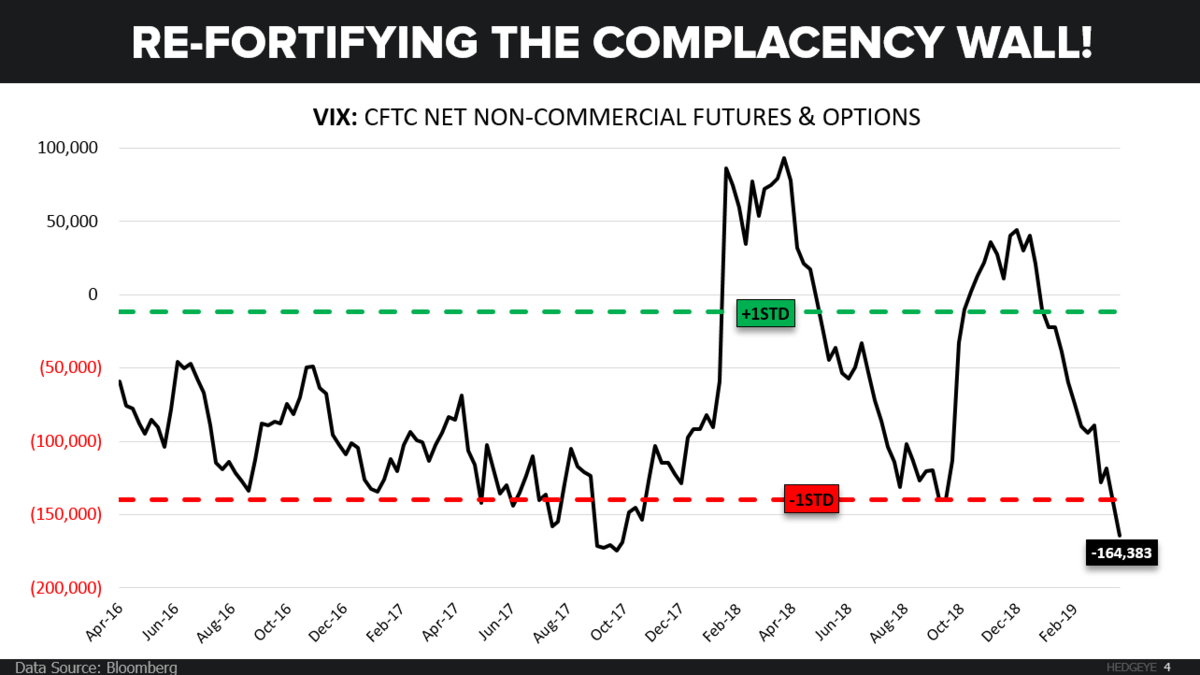 RE-FORTIFYING THE COMPLACENCY WALL!
VIX: CFTC NET NON-COMMERCIAL FUTURES & OPTIONS
100,000
50,000
0
(50,000)
(100,000)
(150,000)
(200,000)
+1STD
-1STD
-164,383
Apr-16
Jun-16
Aug-16
Oct-16
Dec-16
Feb-17
Apr-17
Jun-17
Aug-17
Oct-17
Dec-17
Feb-18
Apr-18
Jun-18
Aug-18
Oct-18
Dec-18
Feb-19
Data Source: Bloomberg
HEDGEYE 4